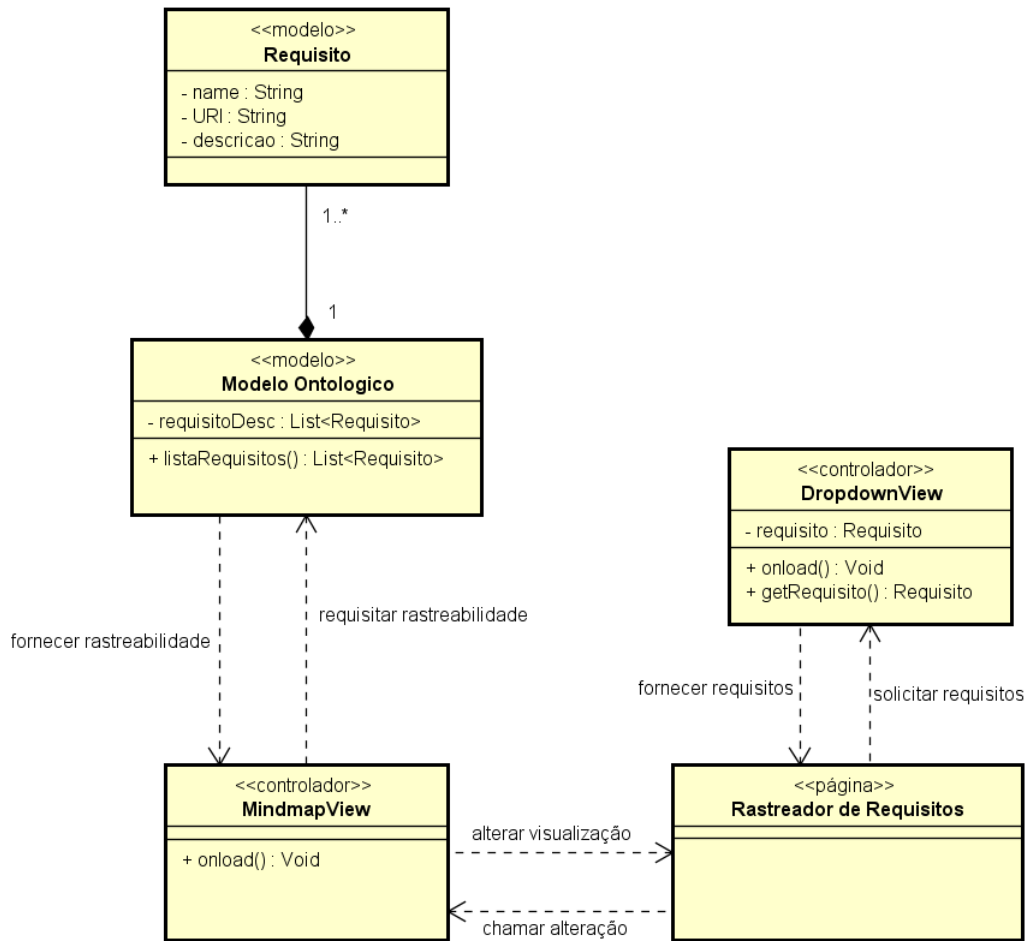 <<modelo>>
Requisito
- name : String
- URI : String
- descricao : String
1..*
1
<<modelo>>
Modelo Ontologico
- requisitoDesc : List<Requisito>
+ listaRequisitos() : List<Requisito>
<<controlador>>
DropdownView
- requisito : Requisito
+ onload() : Void
+ getRequisito() : Requisito
requisitar rastreabilidade
fornecer rastreabilidade
fornecer requisitos
solicitar requisitos
<<controlador>>
MindmapView
+ onload() : Void
alterar visualização
chamar alteração
<<página>>
Rastreador de Requisitos